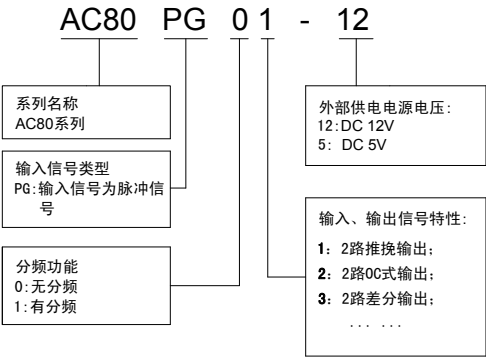 AC80 PG 0 1 - 12
系列名称
AC80系列
输入信号类型
PG:输入信号为脉冲信
号
分频功能
0:无分频
1:有分频
外部供电电源电压:
12:DC 12V
5: DC 5V
输入、输出信号特性:
1: 2路推挽输出;
2: 2路OC式输出;
3: 2路差分输出;
... ...